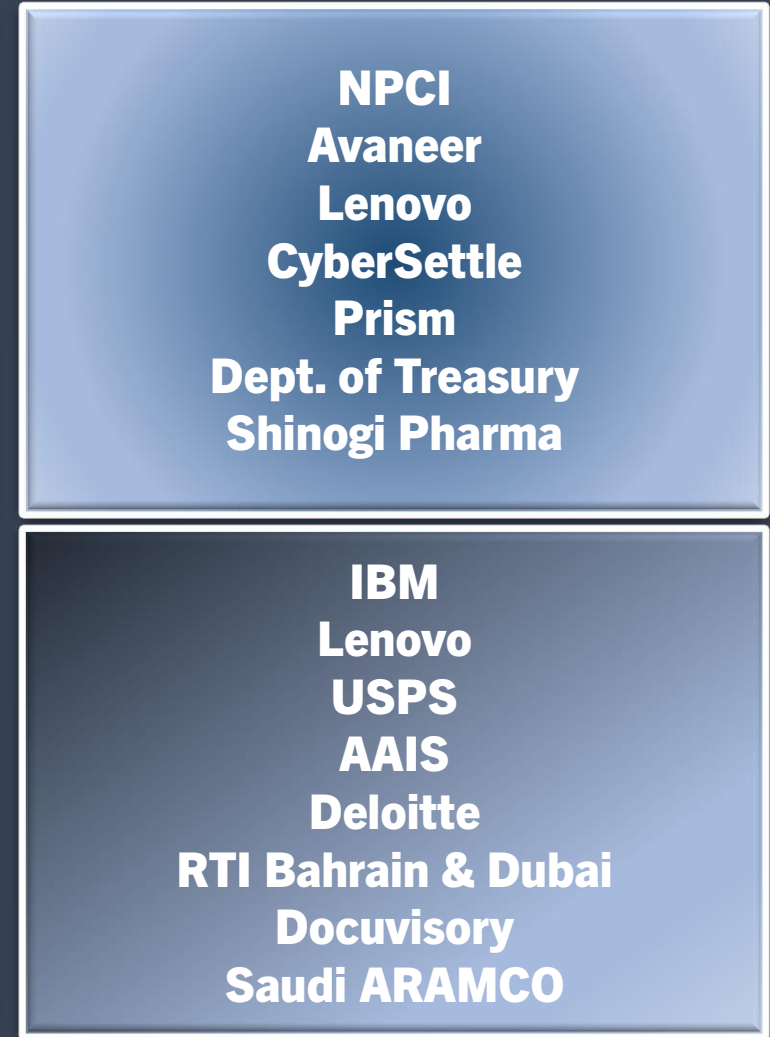 NPCI
Avaneer
Lenovo
CyberSettle
Prism
Dept. of Treasury
Shinogi Pharma
IBM
Lenovo
USPS
AAIS
Deloitte
RTI Bahrain & Dubai
Docuvisory
Saudi ARAMCO